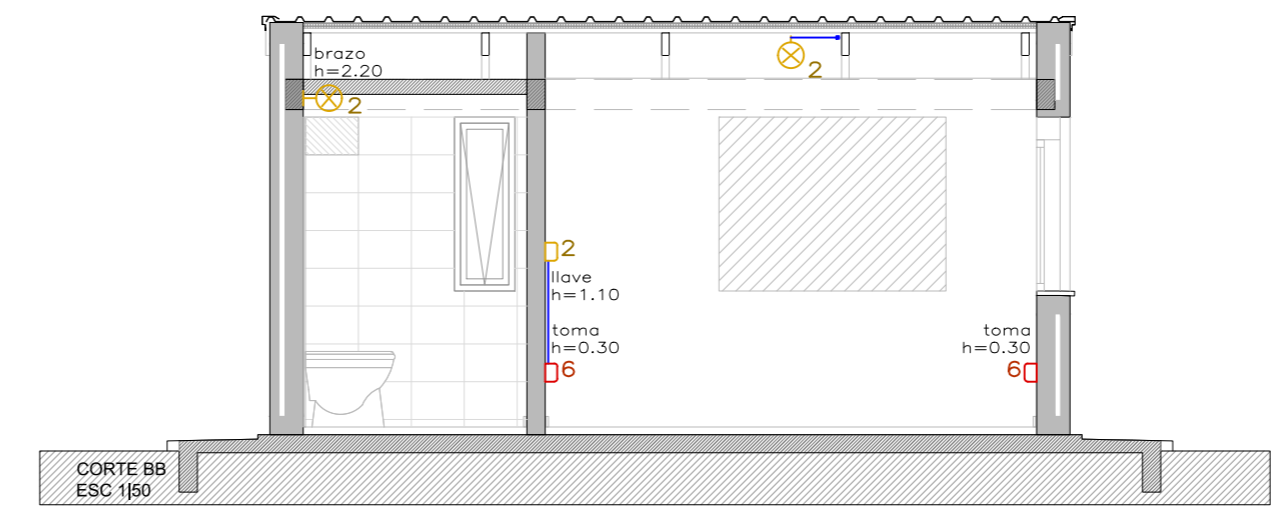 brazo
h=2.20
2
2
2
llave
h=1.10
toma
h=0.30
6
toma
h=0.30
6
CORTE BB
ESC 1|50